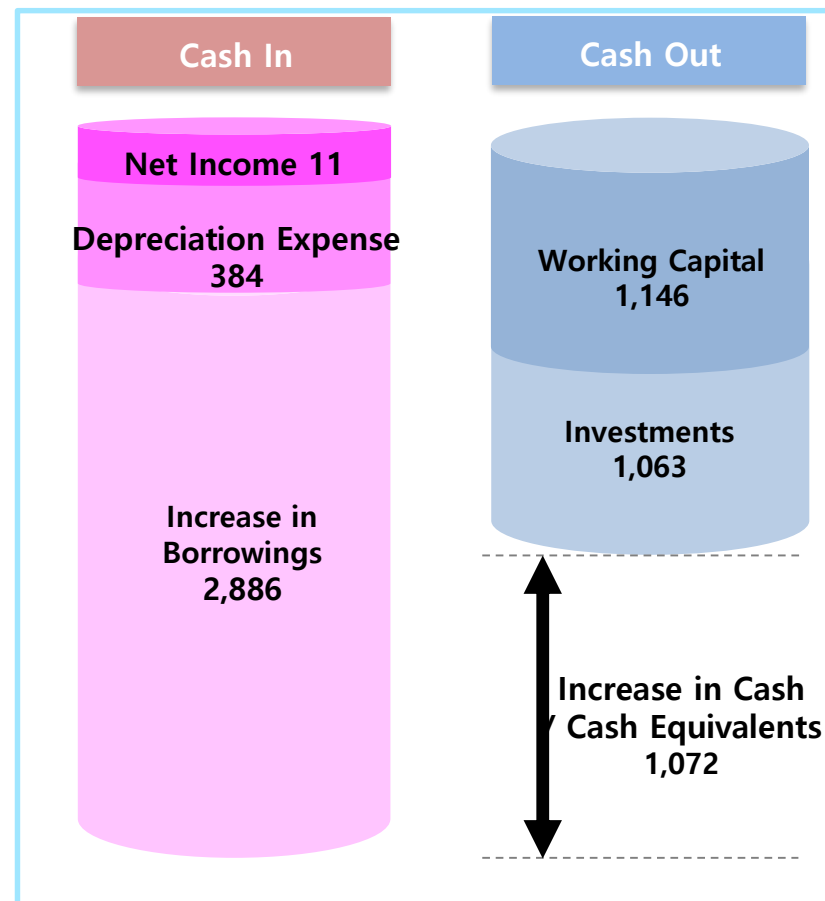 Cash In
Net Income 11
Depreciation Expense
384
Increase in
Borrowings
2,886
Cash Out
Working Capital
1,146
Investments
1,063
Increase in Cash
/ Cash Equivalents
1,072